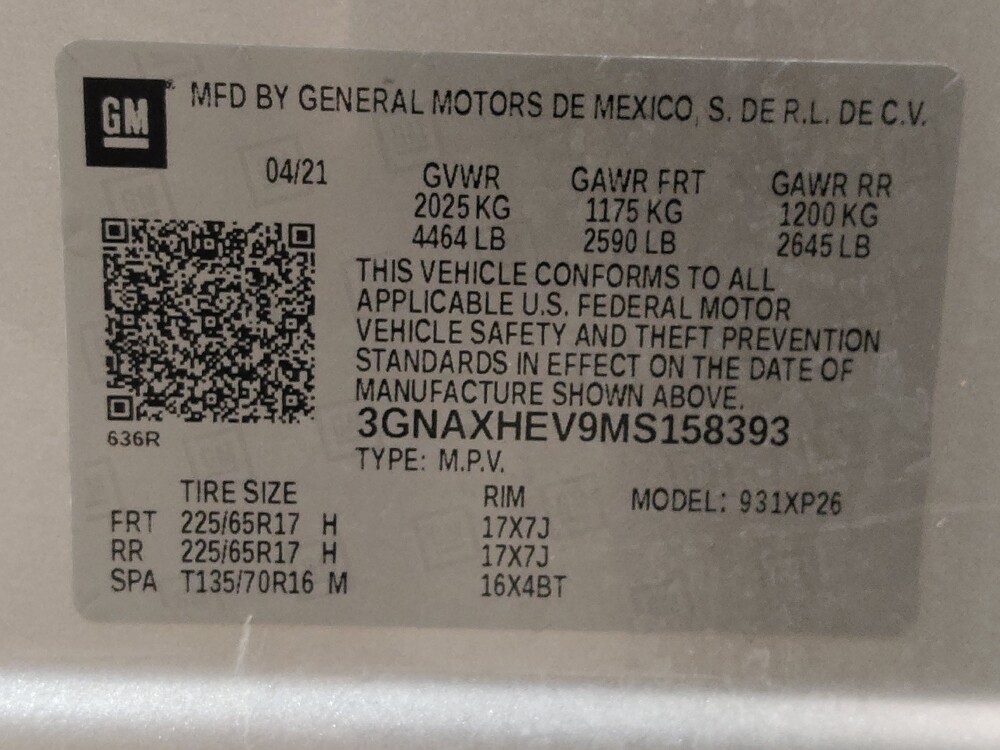 GM MFD BY GENERAL MOTORS DE MEXICO, S. DE R.L. DE C.V.
04/21 GVWR GAWR FRT GAWR RR
2025 KG 1175 KG 1200 KG
4464 LB 2590 LB 2645 LB
THIS VEHICLE CONFORMS TO ALL
APPLICABLE U.S. FEDERAL MOTOR
VEHICLE SAFETY AND THEFT PREVENTION
STANDARDS IN EFFECT ON THE DATE OF
MANUFACTURE SHOWN ABOVE.
3GNAXHEV9MS158393
636R
TYPE: M.P.V.
TIRE SIZE RIM MODEL: 931XP26
FRT 225/65R17 H 17X7J
RR 225/65R17 H 17X7J
SPA T135/70R16 M 16X4BT